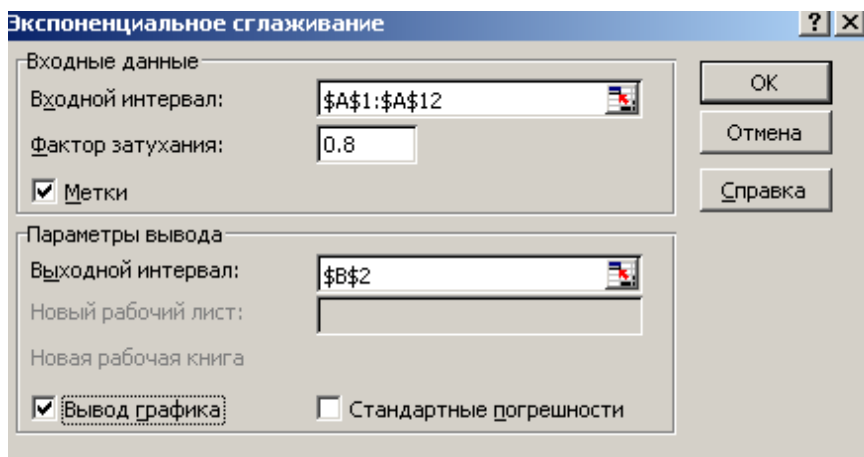 Экспоненциальное сглаживание
Входные данные
Входной интервал: $A$1:$A$12
Фактор затухания: 0.8
Метки
OK
Отмена
Справка
Параметры вывода
Выходной интервал: $B$2
Новый рабочий лист:
Новая рабочая книга
Вывод графика Стандартные погрешности